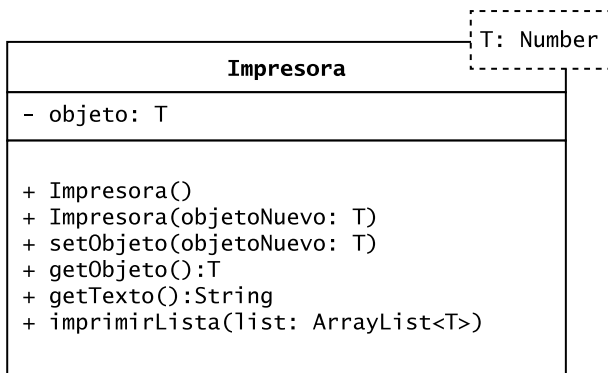 T: Number
Impresora
- objeto: T
+ Impresora()
+ Impresora(objetoNuevo: T)
+ setObjeto(objetoNuevo: T)
+ getObjeto():T
+ getTexto():String
+ imprimirLista(list: ArrayList<T>)